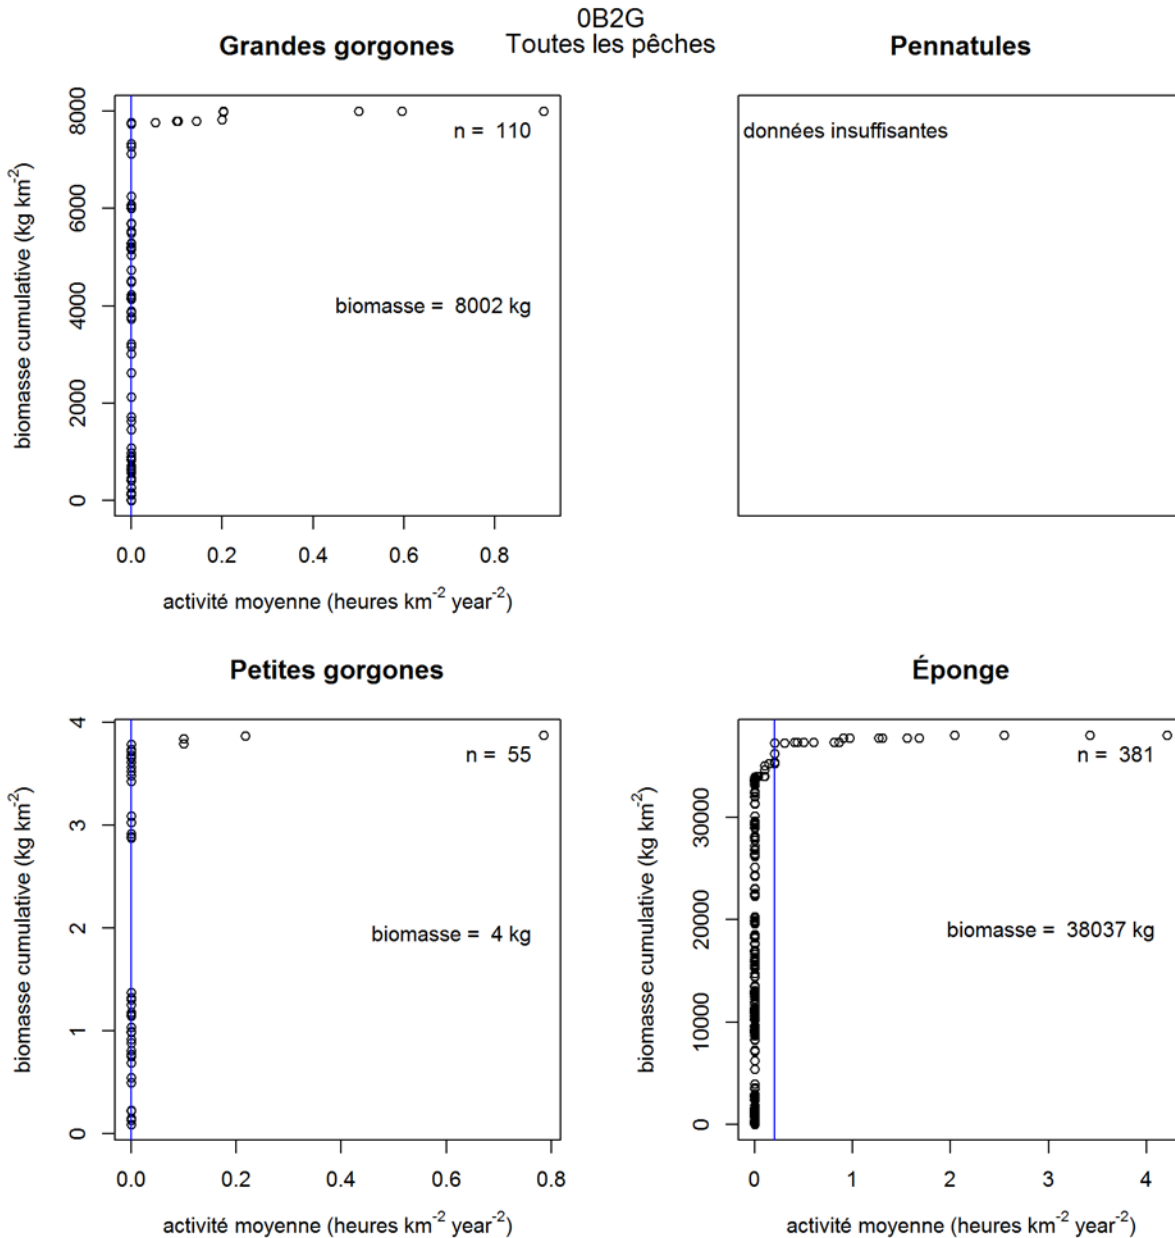 0B2G
Toutes les pêches
Grandes gorgones
biomasse cumulative (kg km⁻²)
8000
6000
4000
2000
0
n = 110
biomasse = 8002 kg
0.0 0.2 0.4 0.6 0.8
activité moyenne (heures km⁻² year⁻²)
Pennatules
données insuffisantes
Petites gorgones
biomasse cumulative (kg km⁻²)
4
3
2
1
0
n = 55
biomasse = 4 kg
0.0 0.2 0.4 0.6 0.8
activité moyenne (heures km⁻² year⁻²)
Éponge
biomasse cumulative (kg km⁻²)
30000
20000
10000
0
n = 381
biomasse = 38037 kg
0 1 2 3 4
activité moyenne (heures km⁻² year⁻²)